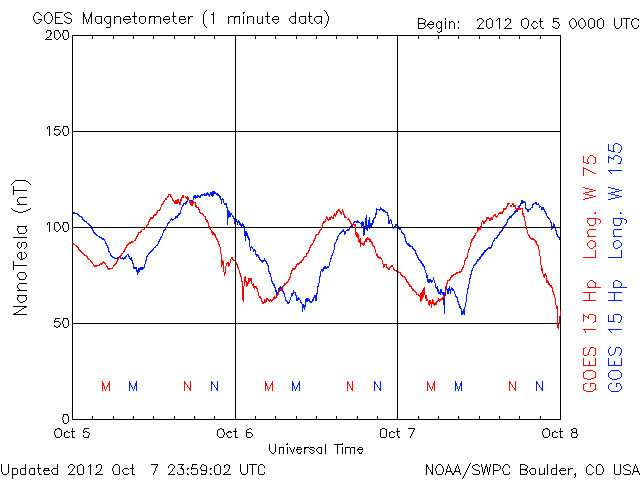 GOES Magnetometer (1 minute data)
Begin: 2012 Oct 5 0000 UTC
200
150
100
50
0
NanoTesla (nT)
M M N N M M N N M M N N
Oct 5 Oct 6 Oct 7 Oct 8
Universal Time
Updated 2012 Oct 7 23:59:02 UTC
NOAA/SWPC Boulder, CO USA
GOES 13 Hp Long. W 75
GOES 15 Hp Long. W 135